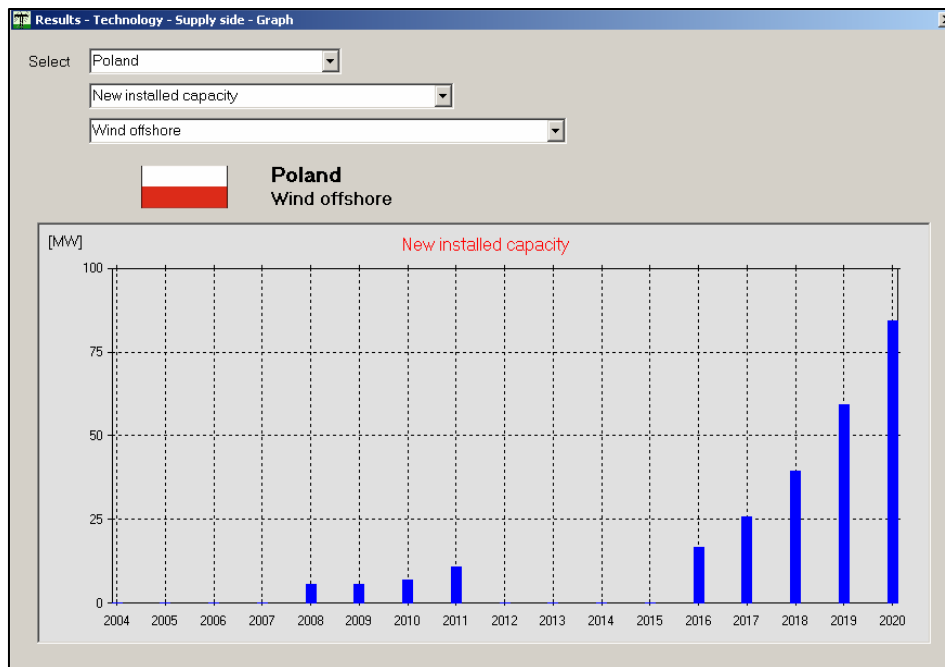 Results - Technology - Supply side - Graph
Select Poland
New installed capacity
Wind offshore
Poland
Wind offshore
[MW] New installed capacity
100
75
50
25
0
2004 2005 2006 2007 2008 2009 2010 2011 2012 2013 2014 2015 2016 2017 2018 2019 2020